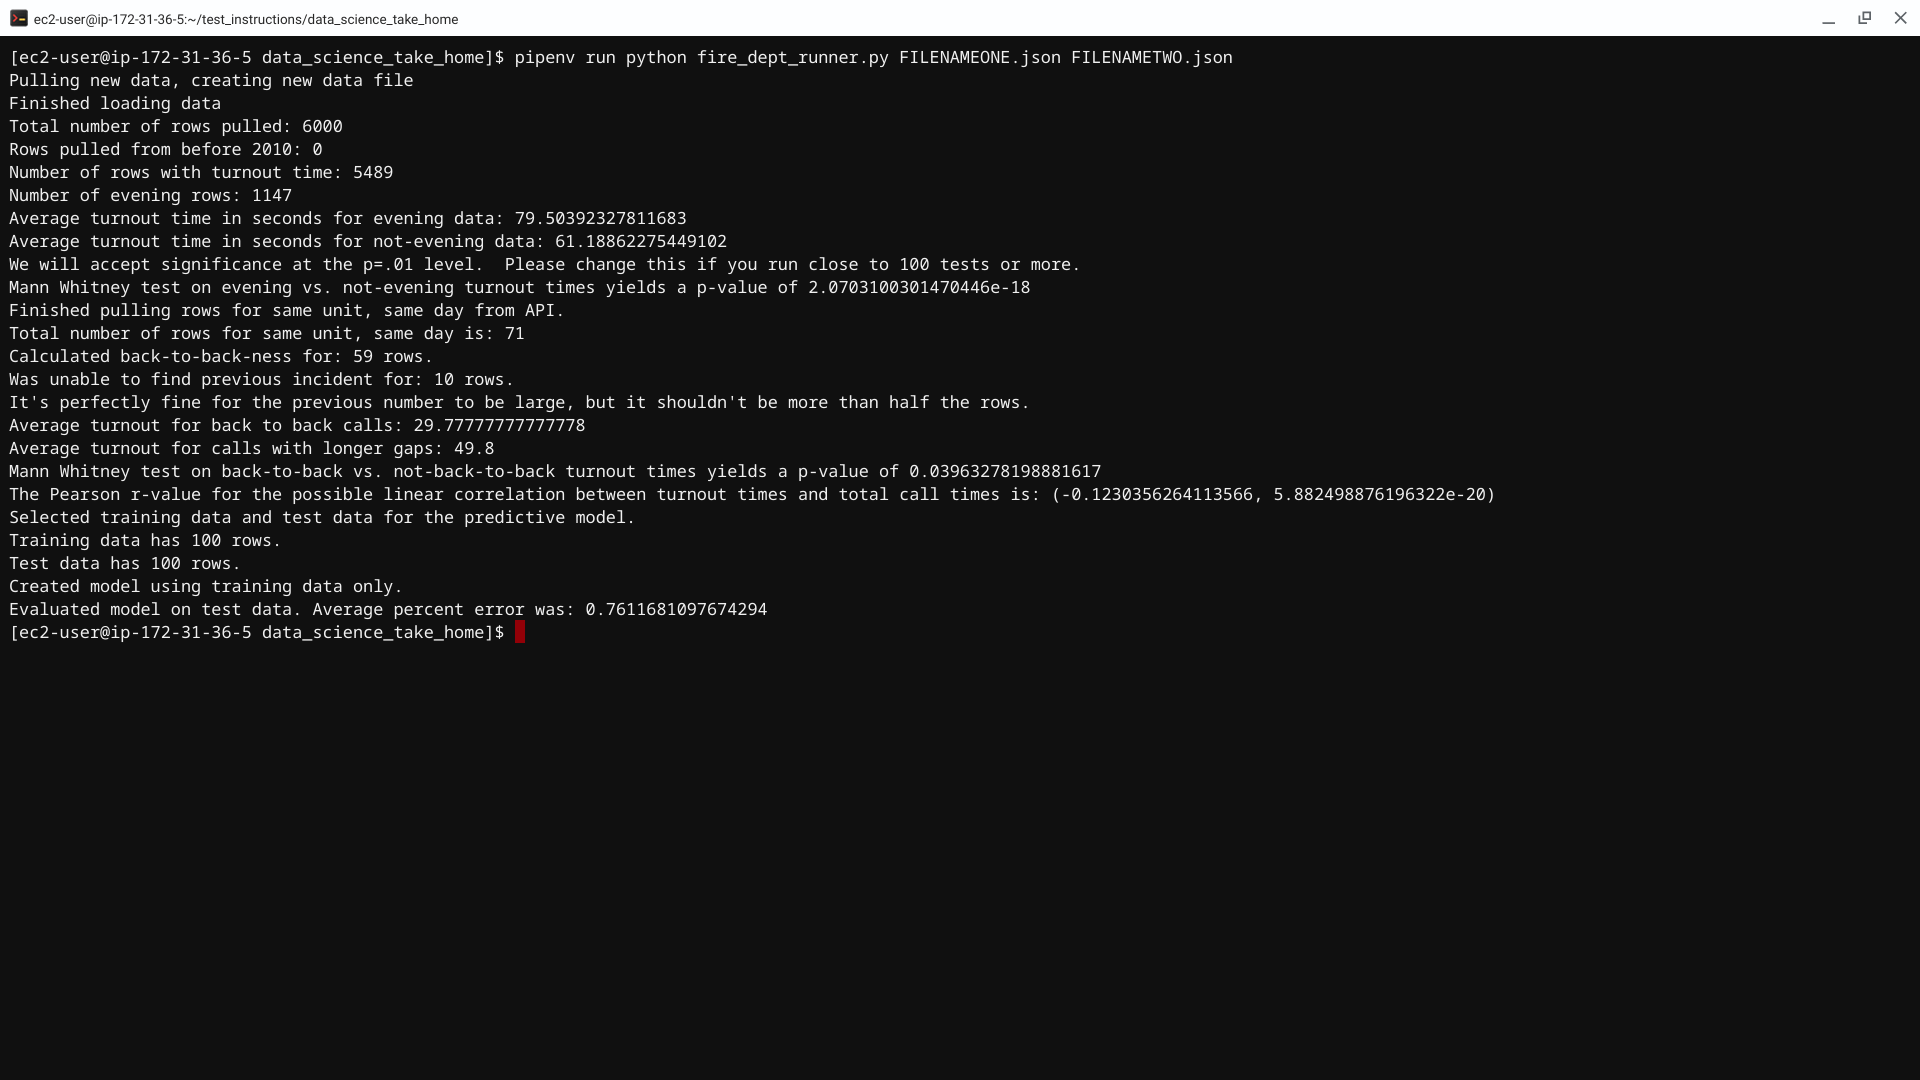 ec2-user@ip-172-31-36-5:~/test_instructions/data_science_take_home
[ec2-user@ip-172-31-36-5 data_science_take_home]$ pipenv run python fire_dept_runner.py FILENAMEONE.json FILENAMETWO.json
Pulling new data, creating new data file
Finished loading data
Total number of rows pulled: 6000
Rows pulled from before 2010: 0
Number of rows with turnout time: 5489
Number of evening rows: 1147
Average turnout time in seconds for evening data: 79.50392327811683
Average turnout time in seconds for not-evening data: 61.18862275449102
We will accept significance at the p=.01 level.  Please change this if you run close to 100 tests or more.
Mann Whitney test on evening vs. not-evening turnout times yields a p-value of 2.0703100301470446e-18
Finished pulling rows for same unit, same day from API.
Total number of rows for same unit, same day is: 71
Calculated back-to-back-ness for: 59 rows.
Was unable to find previous incident for: 10 rows.
It's perfectly fine for the previous number to be large, but it shouldn't be more than half the rows.
Average turnout for back to back calls: 29.77777777777778
Average turnout for calls with longer gaps: 49.8
Mann Whitney test on back-to-back vs. not-back-to-back turnout times yields a p-value of 0.03963278198881617
The Pearson r-value for the possible linear correlation between turnout times and total call times is: (-0.1230356264113566, 5.882498876196322e-20)
Selected training data and test data for the predictive model.
Training data has 100 rows.
Test data has 100 rows.
Created model using training data only.
Evaluated model on test data. Average percent error was: 0.7611681097674294
[ec2-user@ip-172-31-36-5 data_science_take_home]$